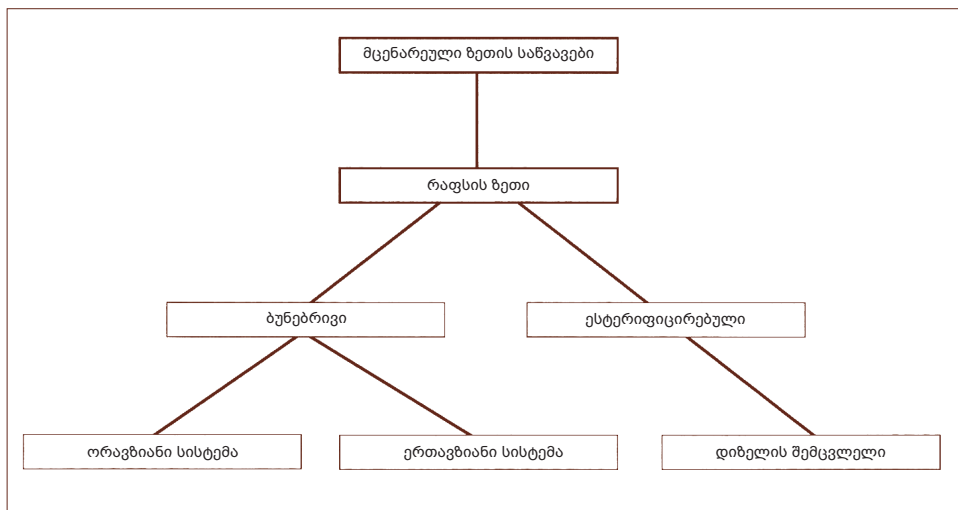 მცენარეული ზეთის საწვავები
რაფსის ზეთი
ბუნებრივი
ესტერიფიცირებული
ორავზიანი სისტემა
ერთავზიანი სისტემა
დიზელის შემცვლელი